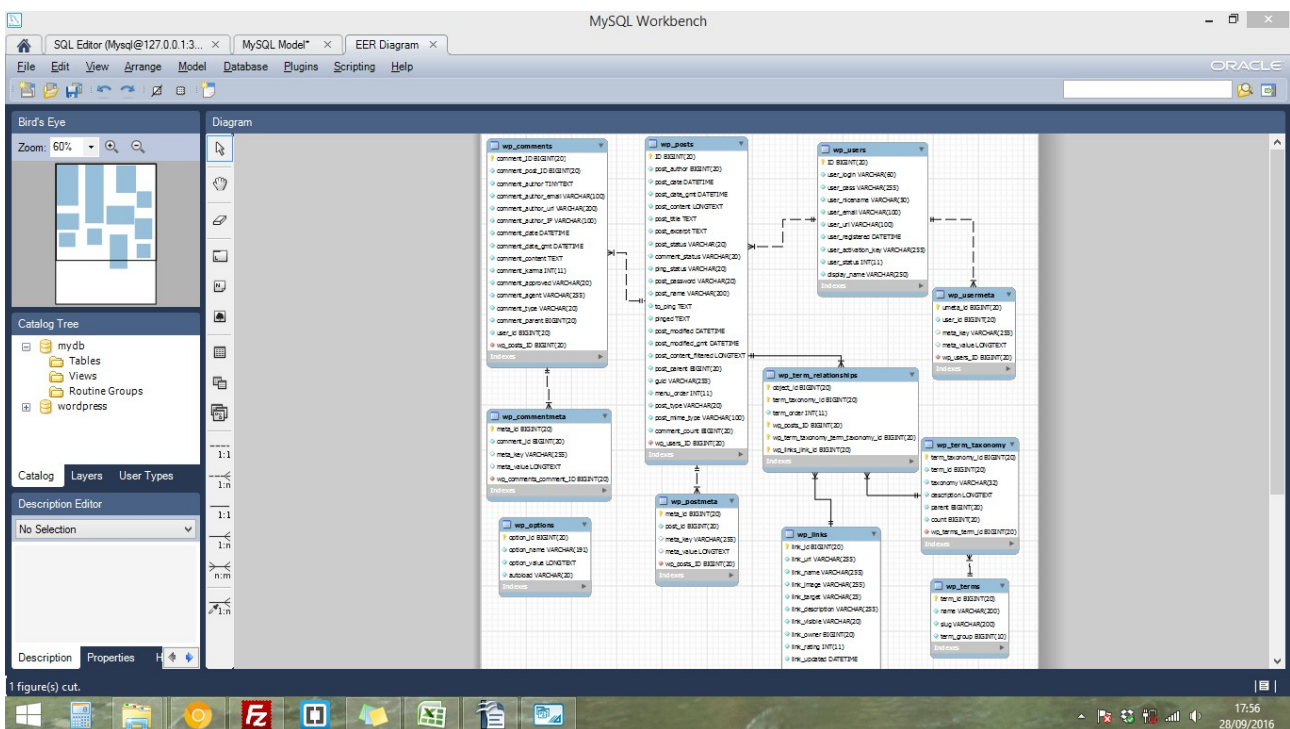 MySQL Workbench
SQL Editor (Mysql@127.0.0.1:3... ×
MySQL Model* ×
EER Diagram ×
File Edit View Arrange Model Database Plugins Scripting Help
ORACLE
Bird's Eye
Zoom: 60%
Catalog Tree
mydb
Tables
Views
Routine Groups
wordpress
Catalog Layers User Types
Description Editor
No Selection
Description Properties H
1:1
1:n
1:1
1:n
n:m
1:n
Diagram
wp_comments
comment_ID BIGINT(20)
comment_post_ID BIGINT(20)
comment_author TINYTEXT
comment_author_email VARCHAR(100)
comment_author_url VARCHAR(200)
comment_author_IP VARCHAR(100)
comment_date DATETIME
comment_date_gmt DATETIME
comment_content TEXT
comment_karma INT(11)
comment_approved VARCHAR(20)
comment_agent VARCHAR(255)
comment_type VARCHAR(20)
comment_parent BIGINT(20)
user_id BIGINT(20)
wp_posts_ID BIGINT(20)
Indexes
wp_commentmeta
meta_id BIGINT(20)
comment_id BIGINT(20)
meta_key VARCHAR(255)
meta_value LONGTEXT
wp_comments_comment_ID BIGINT(20)
Indexes
wp_options
option_id BIGINT(20)
option_name VARCHAR(191)
option_value LONGTEXT
autoload VARCHAR(20)
Indexes
wp_posts
ID BIGINT(20)
post_author BIGINT(20)
post_date DATETIME
post_date_gmt DATETIME
post_content LONGTEXT
post_title TEXT
post_excerpt TEXT
post_status VARCHAR(20)
comment_status VARCHAR(20)
ping_status VARCHAR(20)
post_password VARCHAR(20)
post_name VARCHAR(200)
to_ping TEXT
pinged TEXT
post_modified DATETIME
post_modified_gmt DATETIME
post_content_filtered LONGTEXT
post_parent BIGINT(20)
guid VARCHAR(255)
menu_order INT(11)
post_type VARCHAR(20)
post_mime_type VARCHAR(100)
comment_count BIGINT(20)
wp_users_ID BIGINT(20)
Indexes
wp_postmeta
meta_id BIGINT(20)
post_id BIGINT(20)
meta_key VARCHAR(255)
meta_value LONGTEXT
wp_posts_ID BIGINT(20)
Indexes
wp_users
ID BIGINT(20)
user_login VARCHAR(60)
user_pass VARCHAR(255)
user_nicename VARCHAR(50)
user_email VARCHAR(100)
user_url VARCHAR(100)
user_registered DATETIME
user_activation_key VARCHAR(255)
user_status INT(11)
display_name VARCHAR(250)
Indexes
wp_usermeta
umeta_id BIGINT(20)
user_id BIGINT(20)
meta_key VARCHAR(255)
meta_value LONGTEXT
wp_users_ID BIGINT(20)
Indexes
wp_term_relationships
object_id BIGINT(20)
term_taxonomy_id BIGINT(20)
term_order INT(11)
wp_posts_ID BIGINT(20)
wp_term_taxonomy_term_taxonomy_id BIGINT(20)
wp_links_link_id BIGINT(20)
Indexes
wp_term_taxonomy
term_taxonomy_id BIGINT(20)
term_id BIGINT(20)
taxonomy VARCHAR(32)
description LONGTEXT
parent BIGINT(20)
count BIGINT(20)
wp_terms_term_id BIGINT(20)
Indexes
wp_links
link_id BIGINT(20)
link_url VARCHAR(255)
link_name VARCHAR(255)
link_image VARCHAR(255)
link_target VARCHAR(25)
link_description VARCHAR(255)
link_visible VARCHAR(20)
link_owner BIGINT(20)
link_rating INT(11)
link_updated DATETIME
wp_terms
term_id BIGINT(20)
name VARCHAR(200)
slug VARCHAR(200)
term_group BIGINT(10)
Indexes
1 figure(s) cut.
17:56
28/09/2016